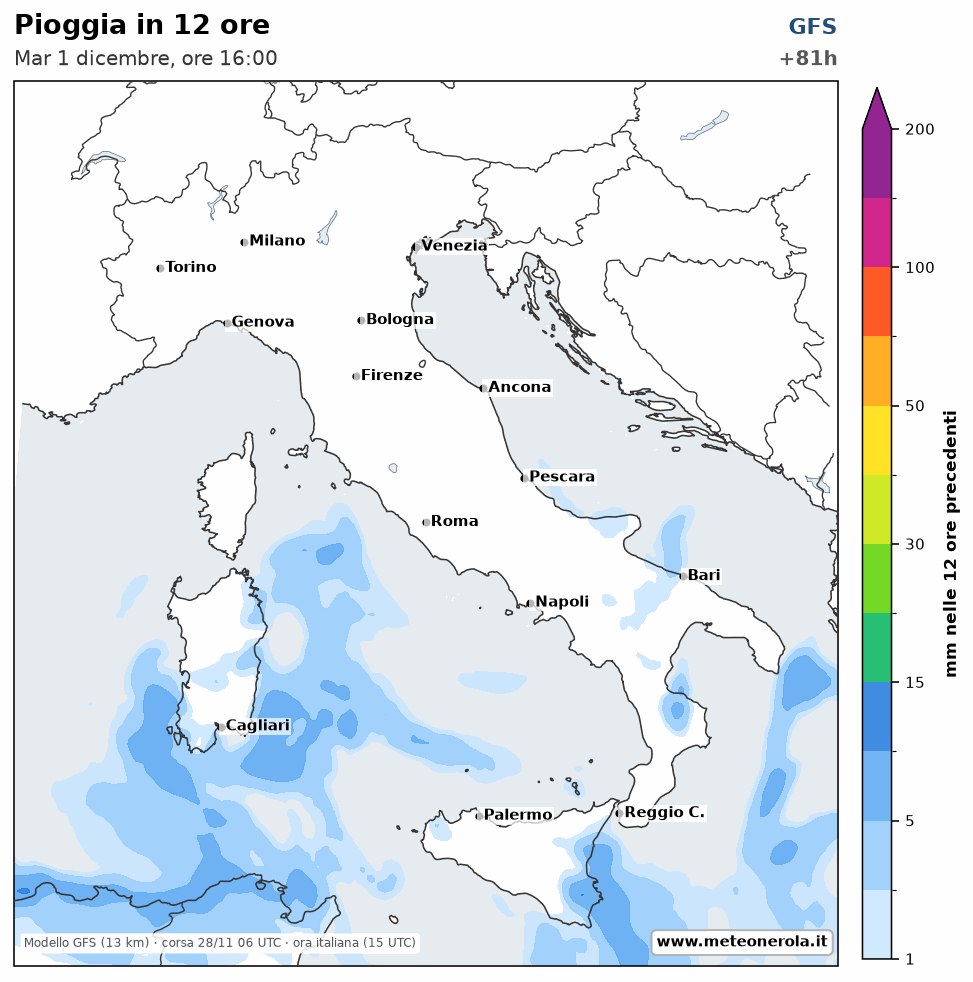 Pioggia in 12 ore
GFS
Mar 1 dicembre, ore 16:00
+81h
Milano
Venezia
Torino
Genova
Bologna
Firenze
Ancona
Pescara
Roma
Bari
Napoli
Cagliari
Palermo
Reggio C.
200
100
50
30
15
5
1
mm nelle 12 ore precedenti
Modello GFS (13 km) · corsa 28/11 06 UTC · ora italiana (15 UTC)
www.meteonerola.it